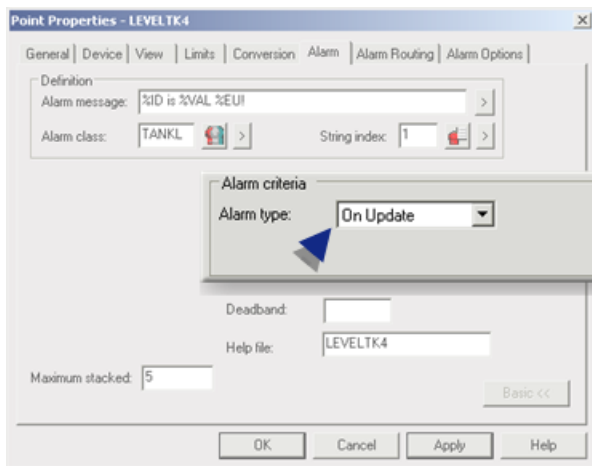 Point Properties - LEVELTK4
General Device View Limits Conversion Alarm Alarm Routing Alarm Options
Definition
Alarm message: %ID is %VAL %EU!
Alarm class: TANKL String index: 1
Alarm criteria
Alarm type: On Update
Deadband:
Help file: LEVELTK4
Maximum stacked: 5
Basic <<
OK Cancel Apply Help